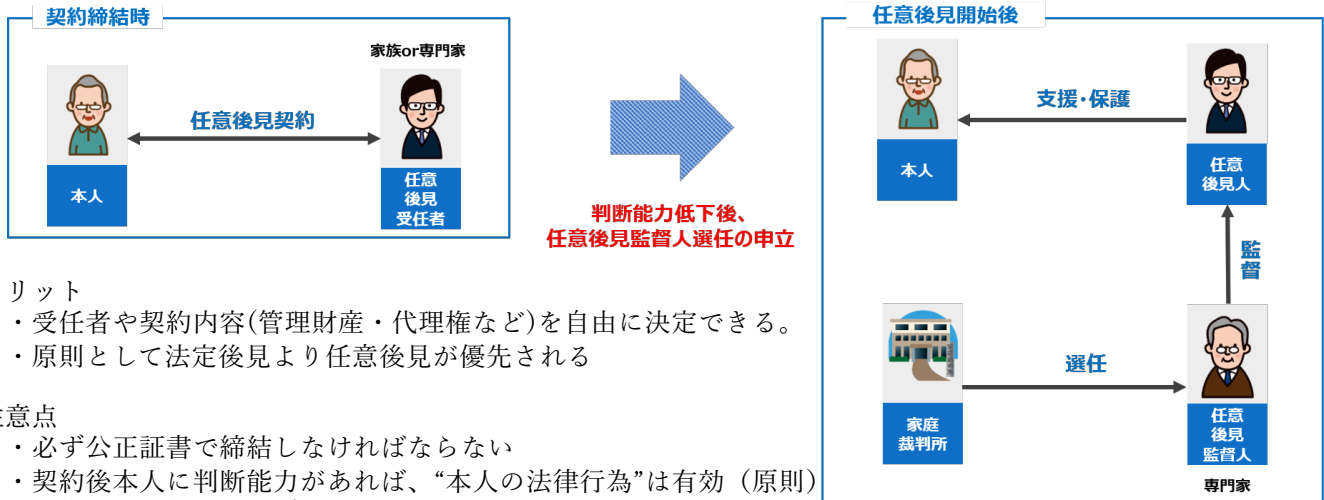 契約締結時
家族or専門家
任意後見契約
本人
任意
後見
受任者
判断能力低下後、
任意後見監督人選任の申立
任意後見開始後
支援・保護
本人
任意
後見人
監督
選任
家庭
裁判所
任意
後見
監督人
専門家
リット
・受任者や契約内容(管理財産・代理権など)を自由に決定できる。
・原則として法定後見より任意後見が優先される
意点
・必ず公正証書で締結しなければならない
・契約後本人に判断能力があれば、“本人の法律行為”は有効（原則）